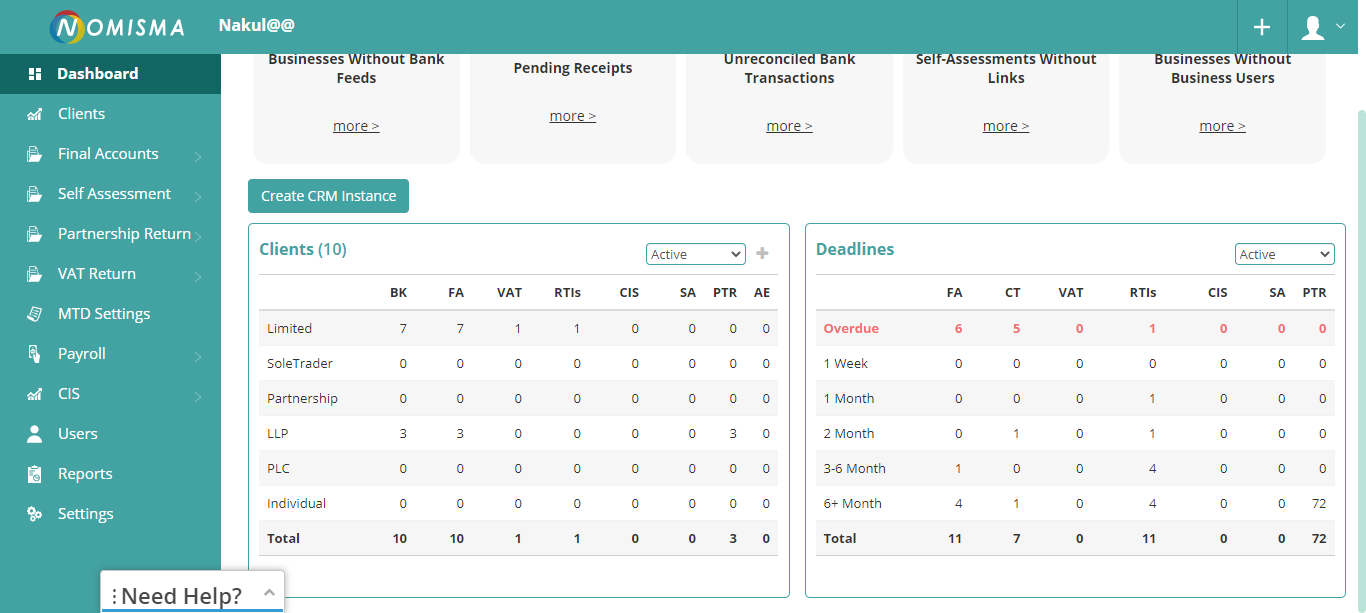 NOMISMA
Nakul@@
Dashboard
Clients
Final Accounts
Self Assessment
Partnership Return
VAT Return
MTD Settings
Payroll
CIS
Users
Reports
Settings
Businesses Without Bank
Feeds
more >
Pending Receipts
more >
Unreconciled Bank
Transactions
more >
Self-Assessments Without
Links
more >
Businesses Without
Business Users
more >
Create CRM Instance
Clients (10)
Active
BK FA VAT RTIs CIS SA PTR AE
Limited 7 7 1 1 0 0 0 0
SoleTrader 0 0 0 0 0 0 0 0
Partnership 0 0 0 0 0 0 0 0
LLP 3 3 0 0 0 0 3 0
PLC 0 0 0 0 0 0 0 0
Individual 0 0 0 0 0 0 0 0
Total 10 10 1 1 0 0 3 0
Deadlines
Active
FA CT VAT RTIs CIS SA PTR
Overdue 6 5 0 1 0 0 0
1 Week 0 0 0 0 0 0 0
1 Month 0 0 0 1 0 0 0
2 Month 0 1 0 1 0 0 0
3-6 Month 1 0 0 4 0 0 0
6+ Month 4 1 0 4 0 0 72
Total 11 7 0 11 0 0 72
Need Help?